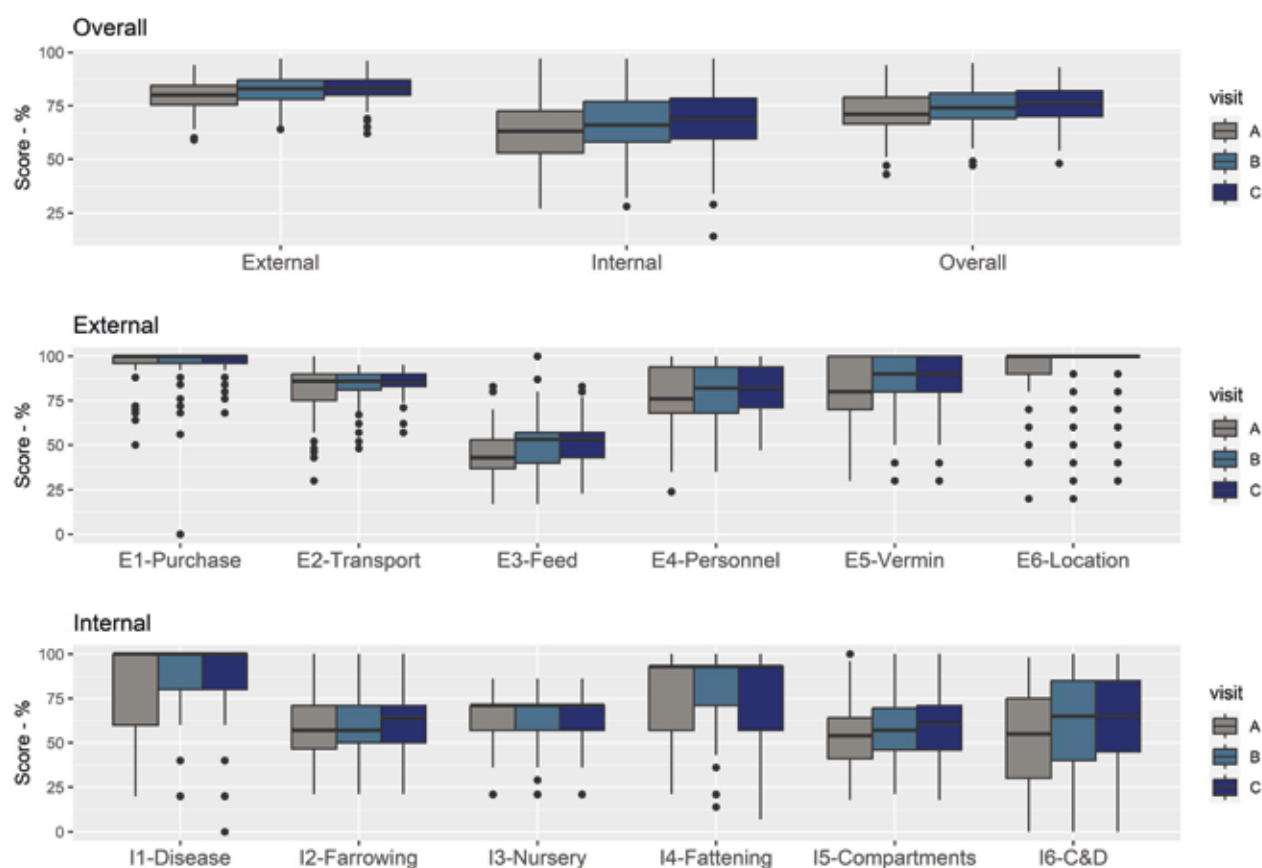 Overall
100
75
50
25
Score - %
External Internal Overall
visit
A
B
C
External
100
75
50
25
0
Score - %
E1-Purchase E2-Transport E3-Feed E4-Personnel E5-Vermin E6-Location
visit
A
B
C
Internal
100
75
50
25
0
Score - %
I1-Disease I2-Farrowing I3-Nursery I4-Fattening I5-Compartments I6-C&D
visit
A
B
C